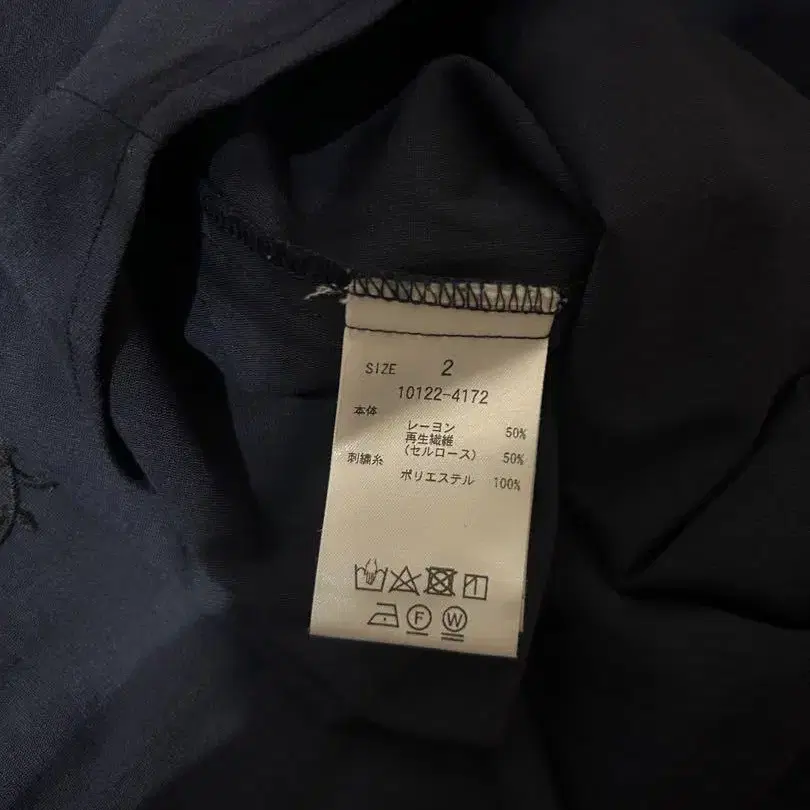 SIZE 2
10122-4172
本体
レーヨン 50%
再生繊維
(セルロース) 50%
刺繍糸 ポリエステル 100%
F W